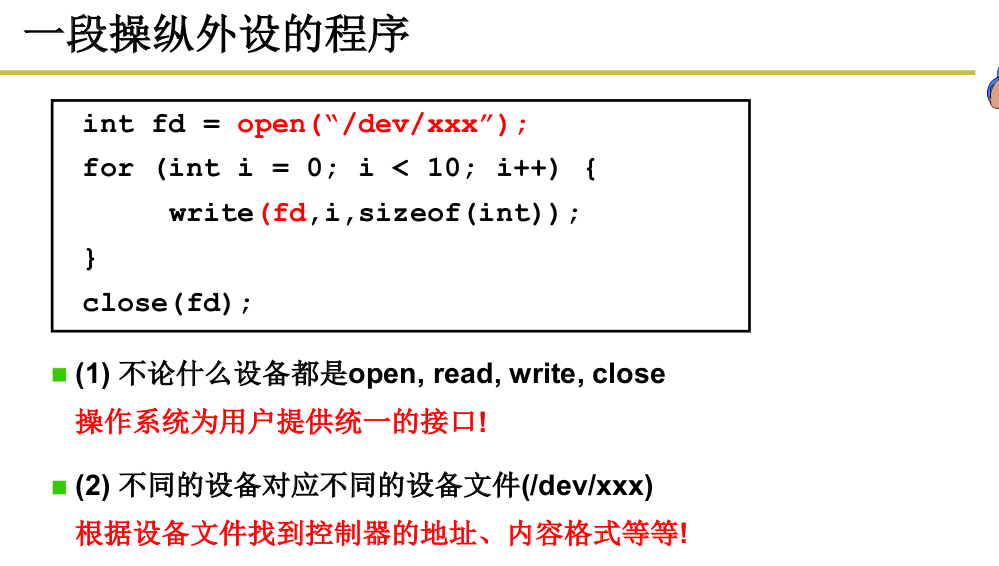 一段操纵外设的程序
int fd = open(“/dev/xxx”);
for (int i = 0; i < 10; i++) {
write(fd,i,sizeof(int));
}
close(fd);
(1) 不论什么设备都是open, read, write, close
操作系统为用户提供统一的接口!
(2) 不同的设备对应不同的设备文件(/dev/xxx)
根据设备文件找到控制器的地址、内容格式等等!